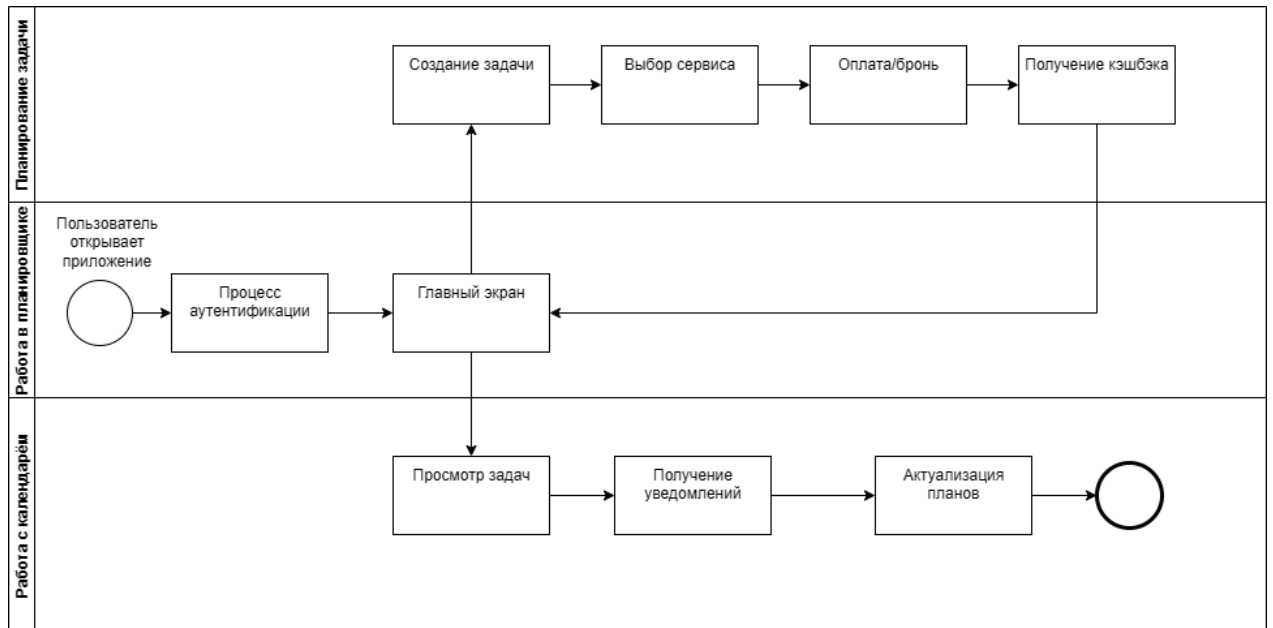 Планирование задачи
Создание задачи
Выбор сервиса
Оплата/бронь
Получение кэшбэка
Работа в планировщике
Пользователь
открывает
приложение
Процесс
аутентификации
Главный экран
Работа с календарём
Просмотр задач
Получение
уведомлений
Актуализация
планов